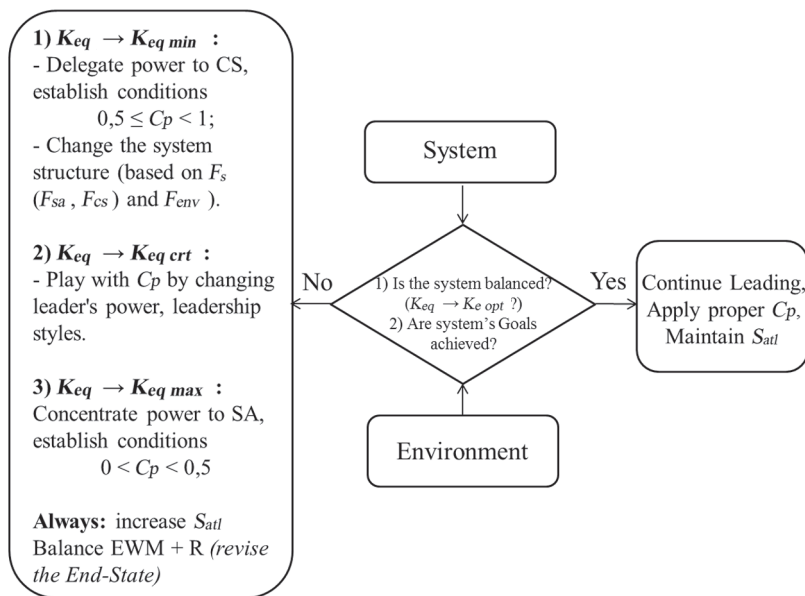 1) Keq → Keq min :
- Delegate power to CS,
establish conditions
0,5 ≤ Cp < 1;
- Change the system
structure (based on Fs
(Fsa , Fcs ) and Fenv ).
2) Keq → Keq crt :
- Play with Cp by changing
leader's power, leadership
styles.
3) Keq → Keq max :
Concentrate power to SA,
establish conditions
0 < Cp < 0,5
Always: increase Satl
Balance EWM + R (revise
the End-State)
System
No
1) Is the system balanced?
(Keq → Ke opt ?)
2) Are system's Goals
achieved?
Yes
Environment
Continue Leading,
Apply proper Cp,
Maintain Satl